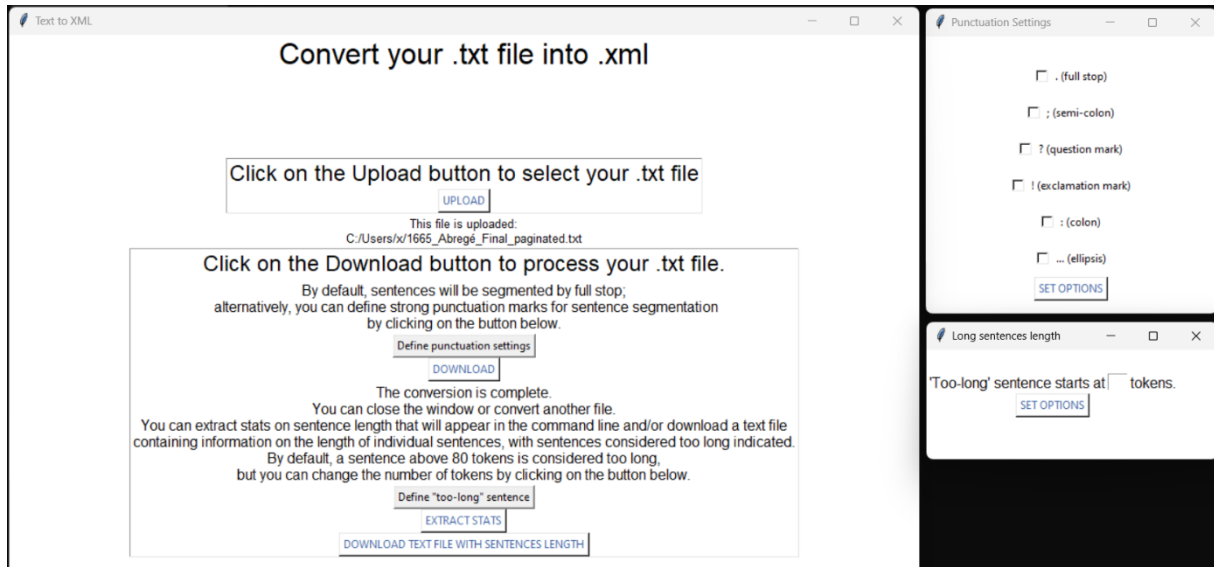 Text to XML
Convert your .txt file into .xml
Click on the Upload button to select your .txt file
UPLOAD
This file is uploaded:
C:/Users/x/1665_Abregé_Final_paginated.txt
Click on the Download button to process your .txt file.
By default, sentences will be segmented by full stop;
alternatively, you can define strong punctuation marks for sentence segmentation
by clicking on the button below.
Define punctuation settings
DOWNLOAD
The conversion is complete.
You can close the window or convert another file.
You can extract stats on sentence length that will appear in the command line and/or download a text file
containing information on the length of individual sentences, with sentences considered too long indicated.
By default, a sentence above 80 tokens is considered too long,
but you can change the number of tokens by clicking on the button below.
Define "too-long" sentence
EXTRACT STATS
DOWNLOAD TEXT FILE WITH SENTENCES LENGTH
Punctuation Settings
. (full stop)
; (semi-colon)
? (question mark)
! (exclamation mark)
: (colon)
... (ellipsis)
SET OPTIONS
Long sentences length
'Too-long' sentence starts at tokens.
SET OPTIONS